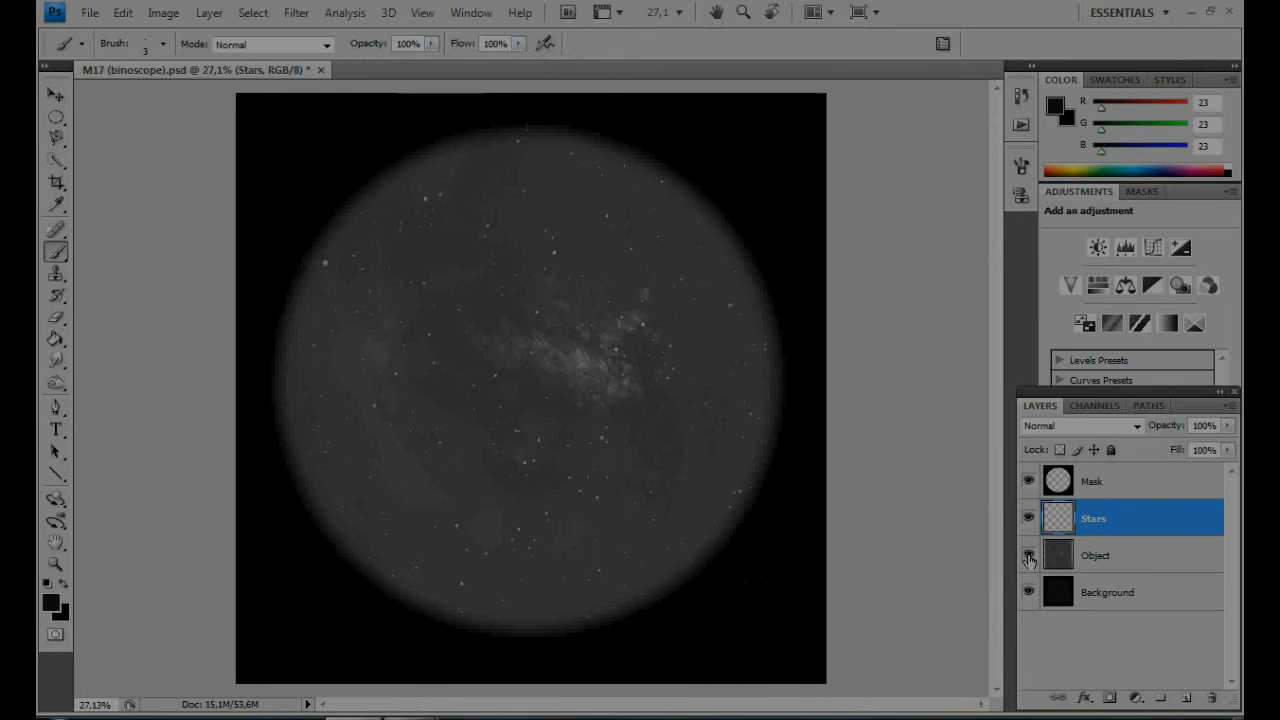 Ps File Edit Image Layer Select Filter Analysis 3D View Window Help Br 27,1 ESSENTIALS
Brush: 3 Mode: Normal Opacity: 100% Flow: 100%
M17 (binoscope).psd @ 27,1% (Stars, RGB/8) *
COLOR SWATCHES STYLES
R 23
G 23
B 23
ADJUSTMENTS MASKS
Add an adjustment
Levels Presets
Curves Presets
LAYERS CHANNELS PATHS
Normal Opacity: 100%
Lock: Fill: 100%
Mask
Stars
Object
Background
T
fx
27,13% Doc: 15,1M/53,6M